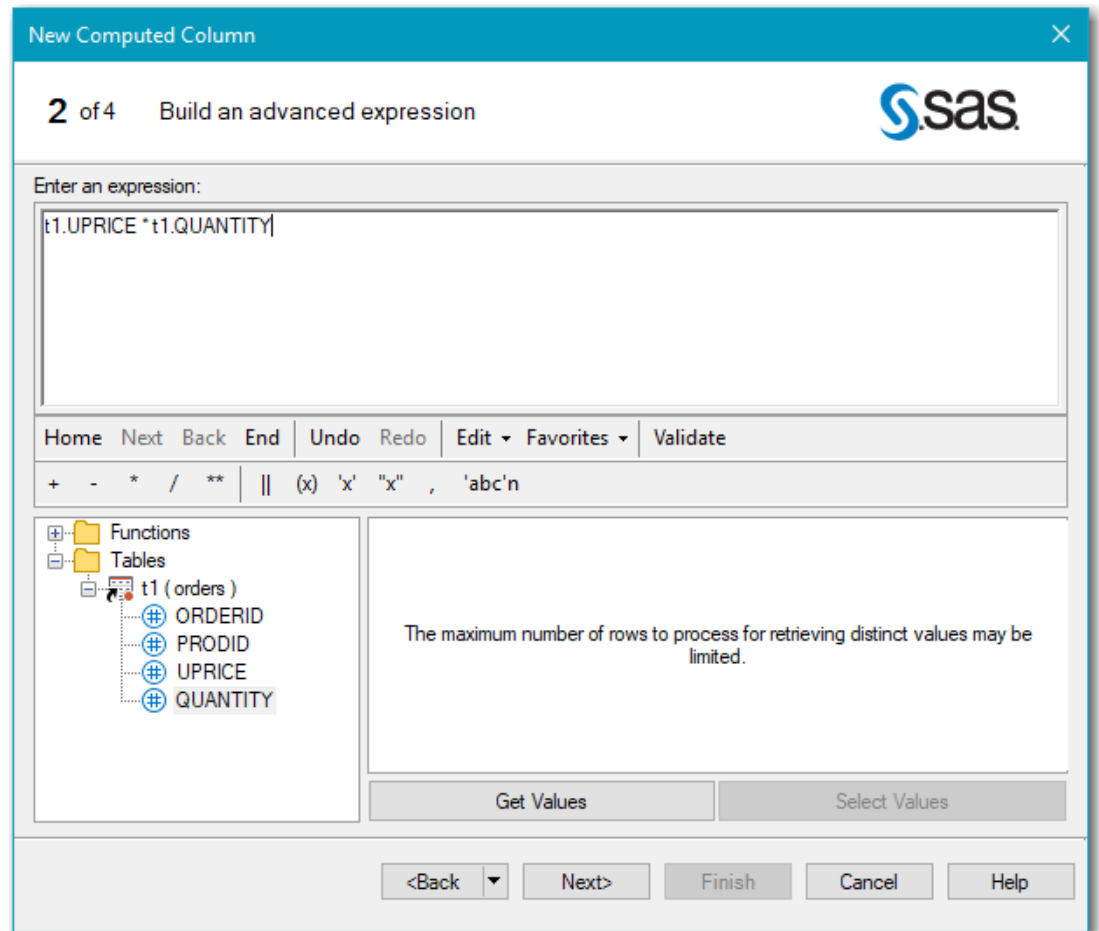 New Computed Column
2 of 4 Build an advanced expression
sas
Enter an expression:
t1.UPRICE * t1.QUANTITY
Home Next Back End Undo Redo Edit Favorites Validate
+ - * / ** || (x) 'x' "x" , 'abc'n
Functions
Tables
t1 ( orders )
ORDERID
PRODID
UPRICE
QUANTITY
The maximum number of rows to process for retrieving distinct values may be
limited.
Get Values Select Values
<Back Next> Finish Cancel Help